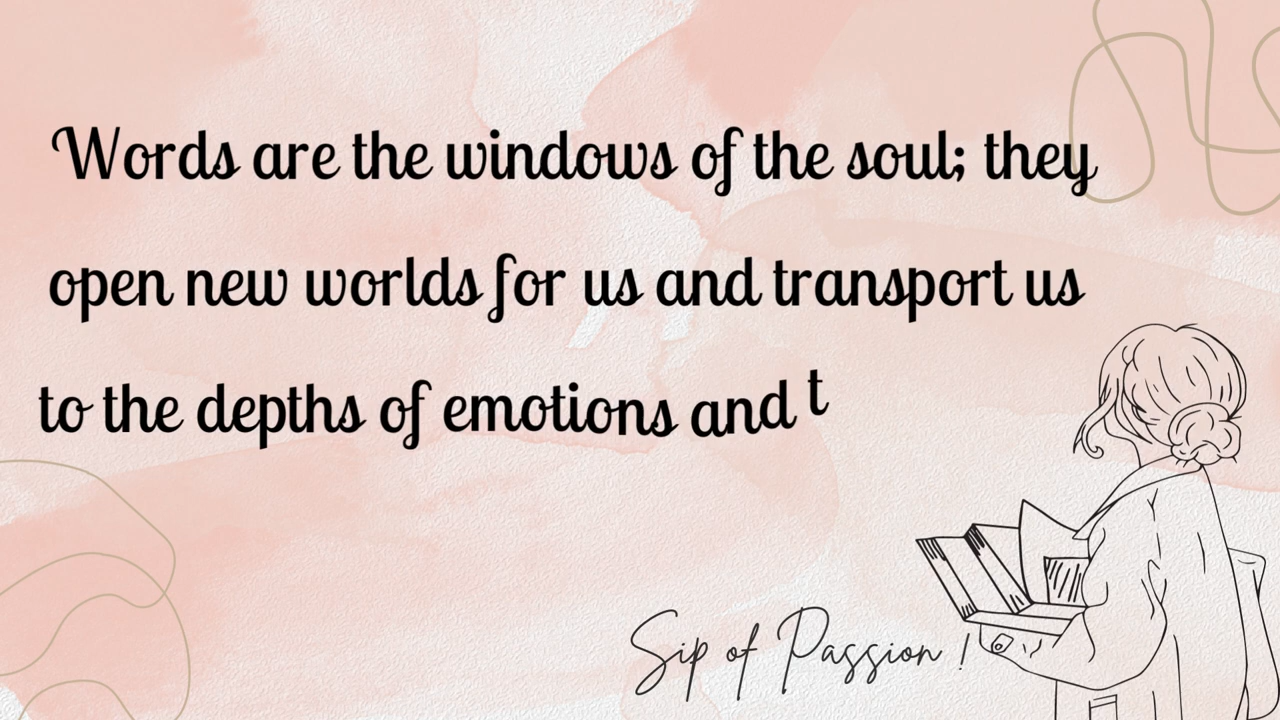 Words are the windows of the soul; they
open new worlds for us and transport us
to the depths of emotions and t
Sip of Passion !